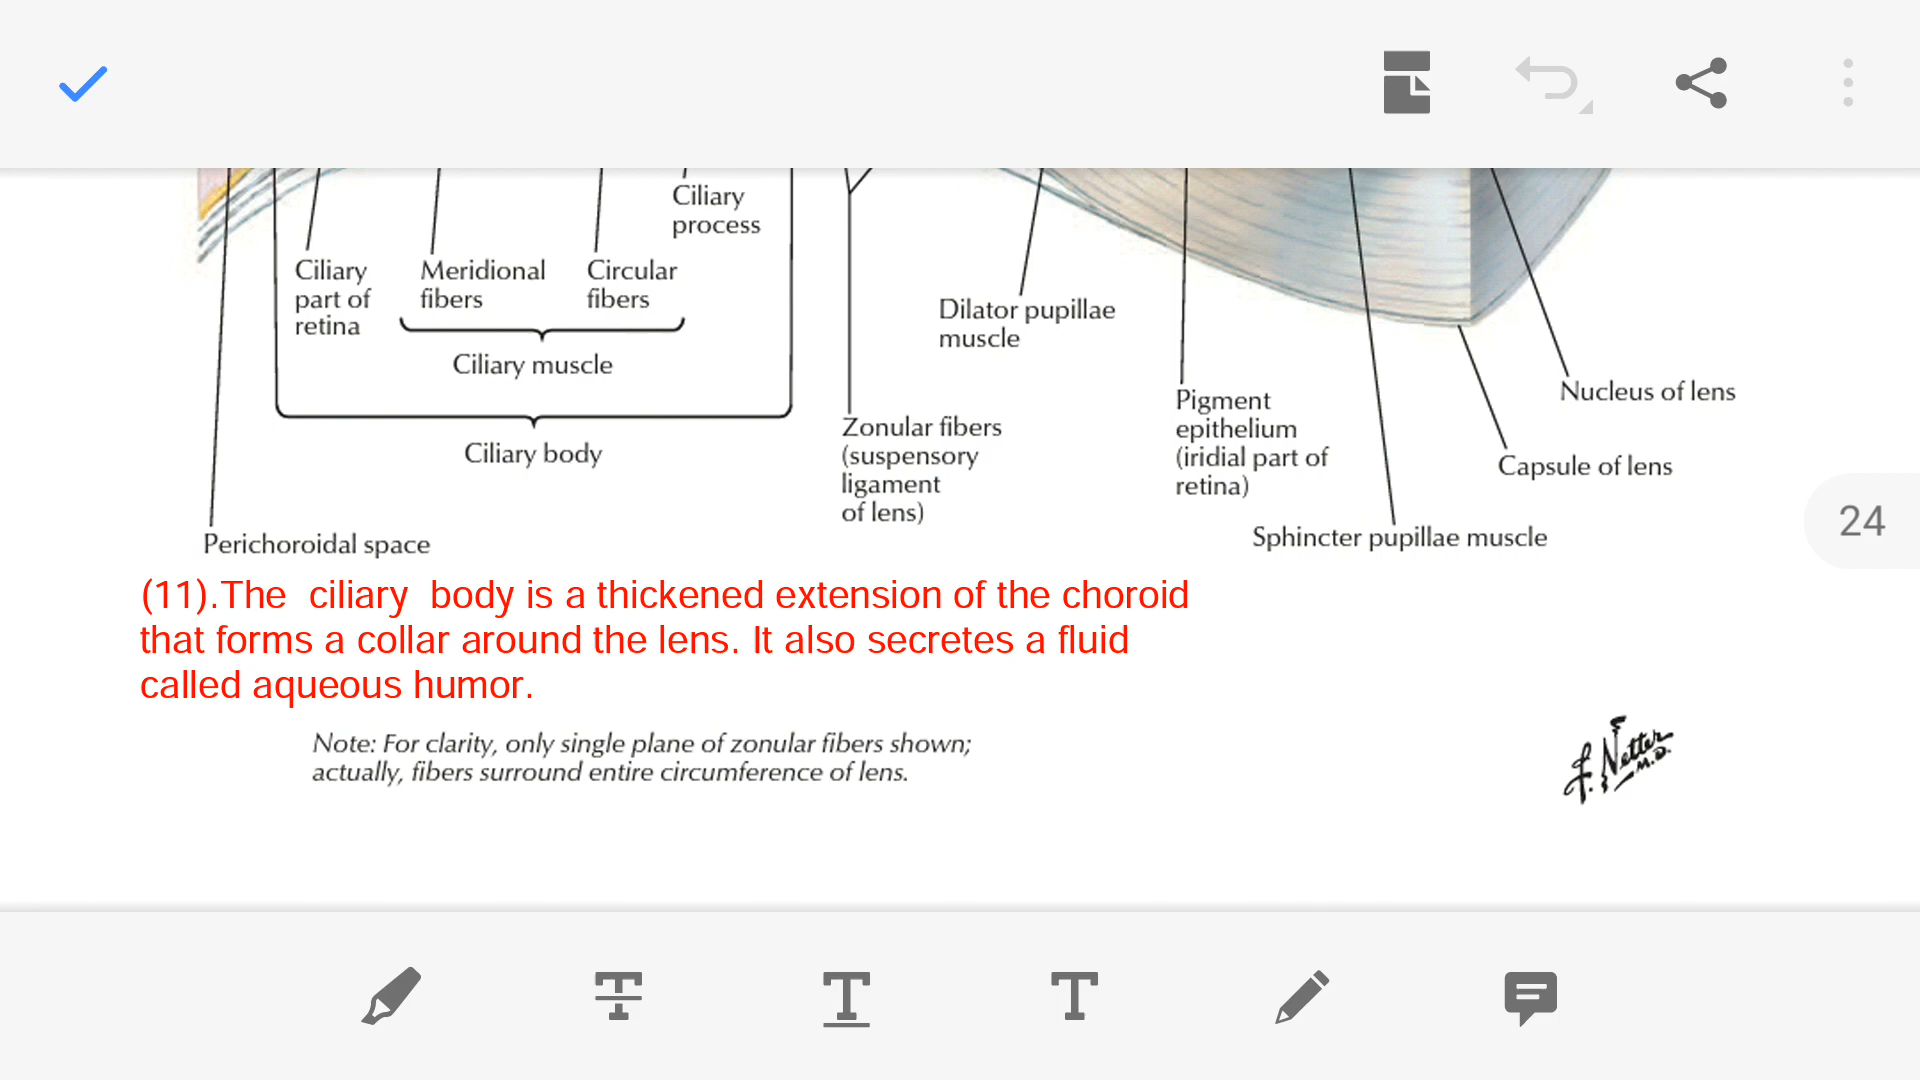 Ciliary
process
Ciliary
part of
retina
Meridional
fibers
Circular
fibers
Ciliary muscle
Ciliary body
Perichoroidal space
Zonular fibers
(suspensory
ligament
of lens)
Dilator pupillae
muscle
Pigment
epithelium
(iridial part of
retina)
Sphincter pupillae muscle
Capsule of lens
Nucleus of lens
24
(11).The ciliary body is a thickened extension of the choroid
that forms a collar around the lens. It also secretes a fluid
called aqueous humor.
Note: For clarity, only single plane of zonular fibers shown;
actually, fibers surround entire circumference of lens.
F. Netter
M.D.